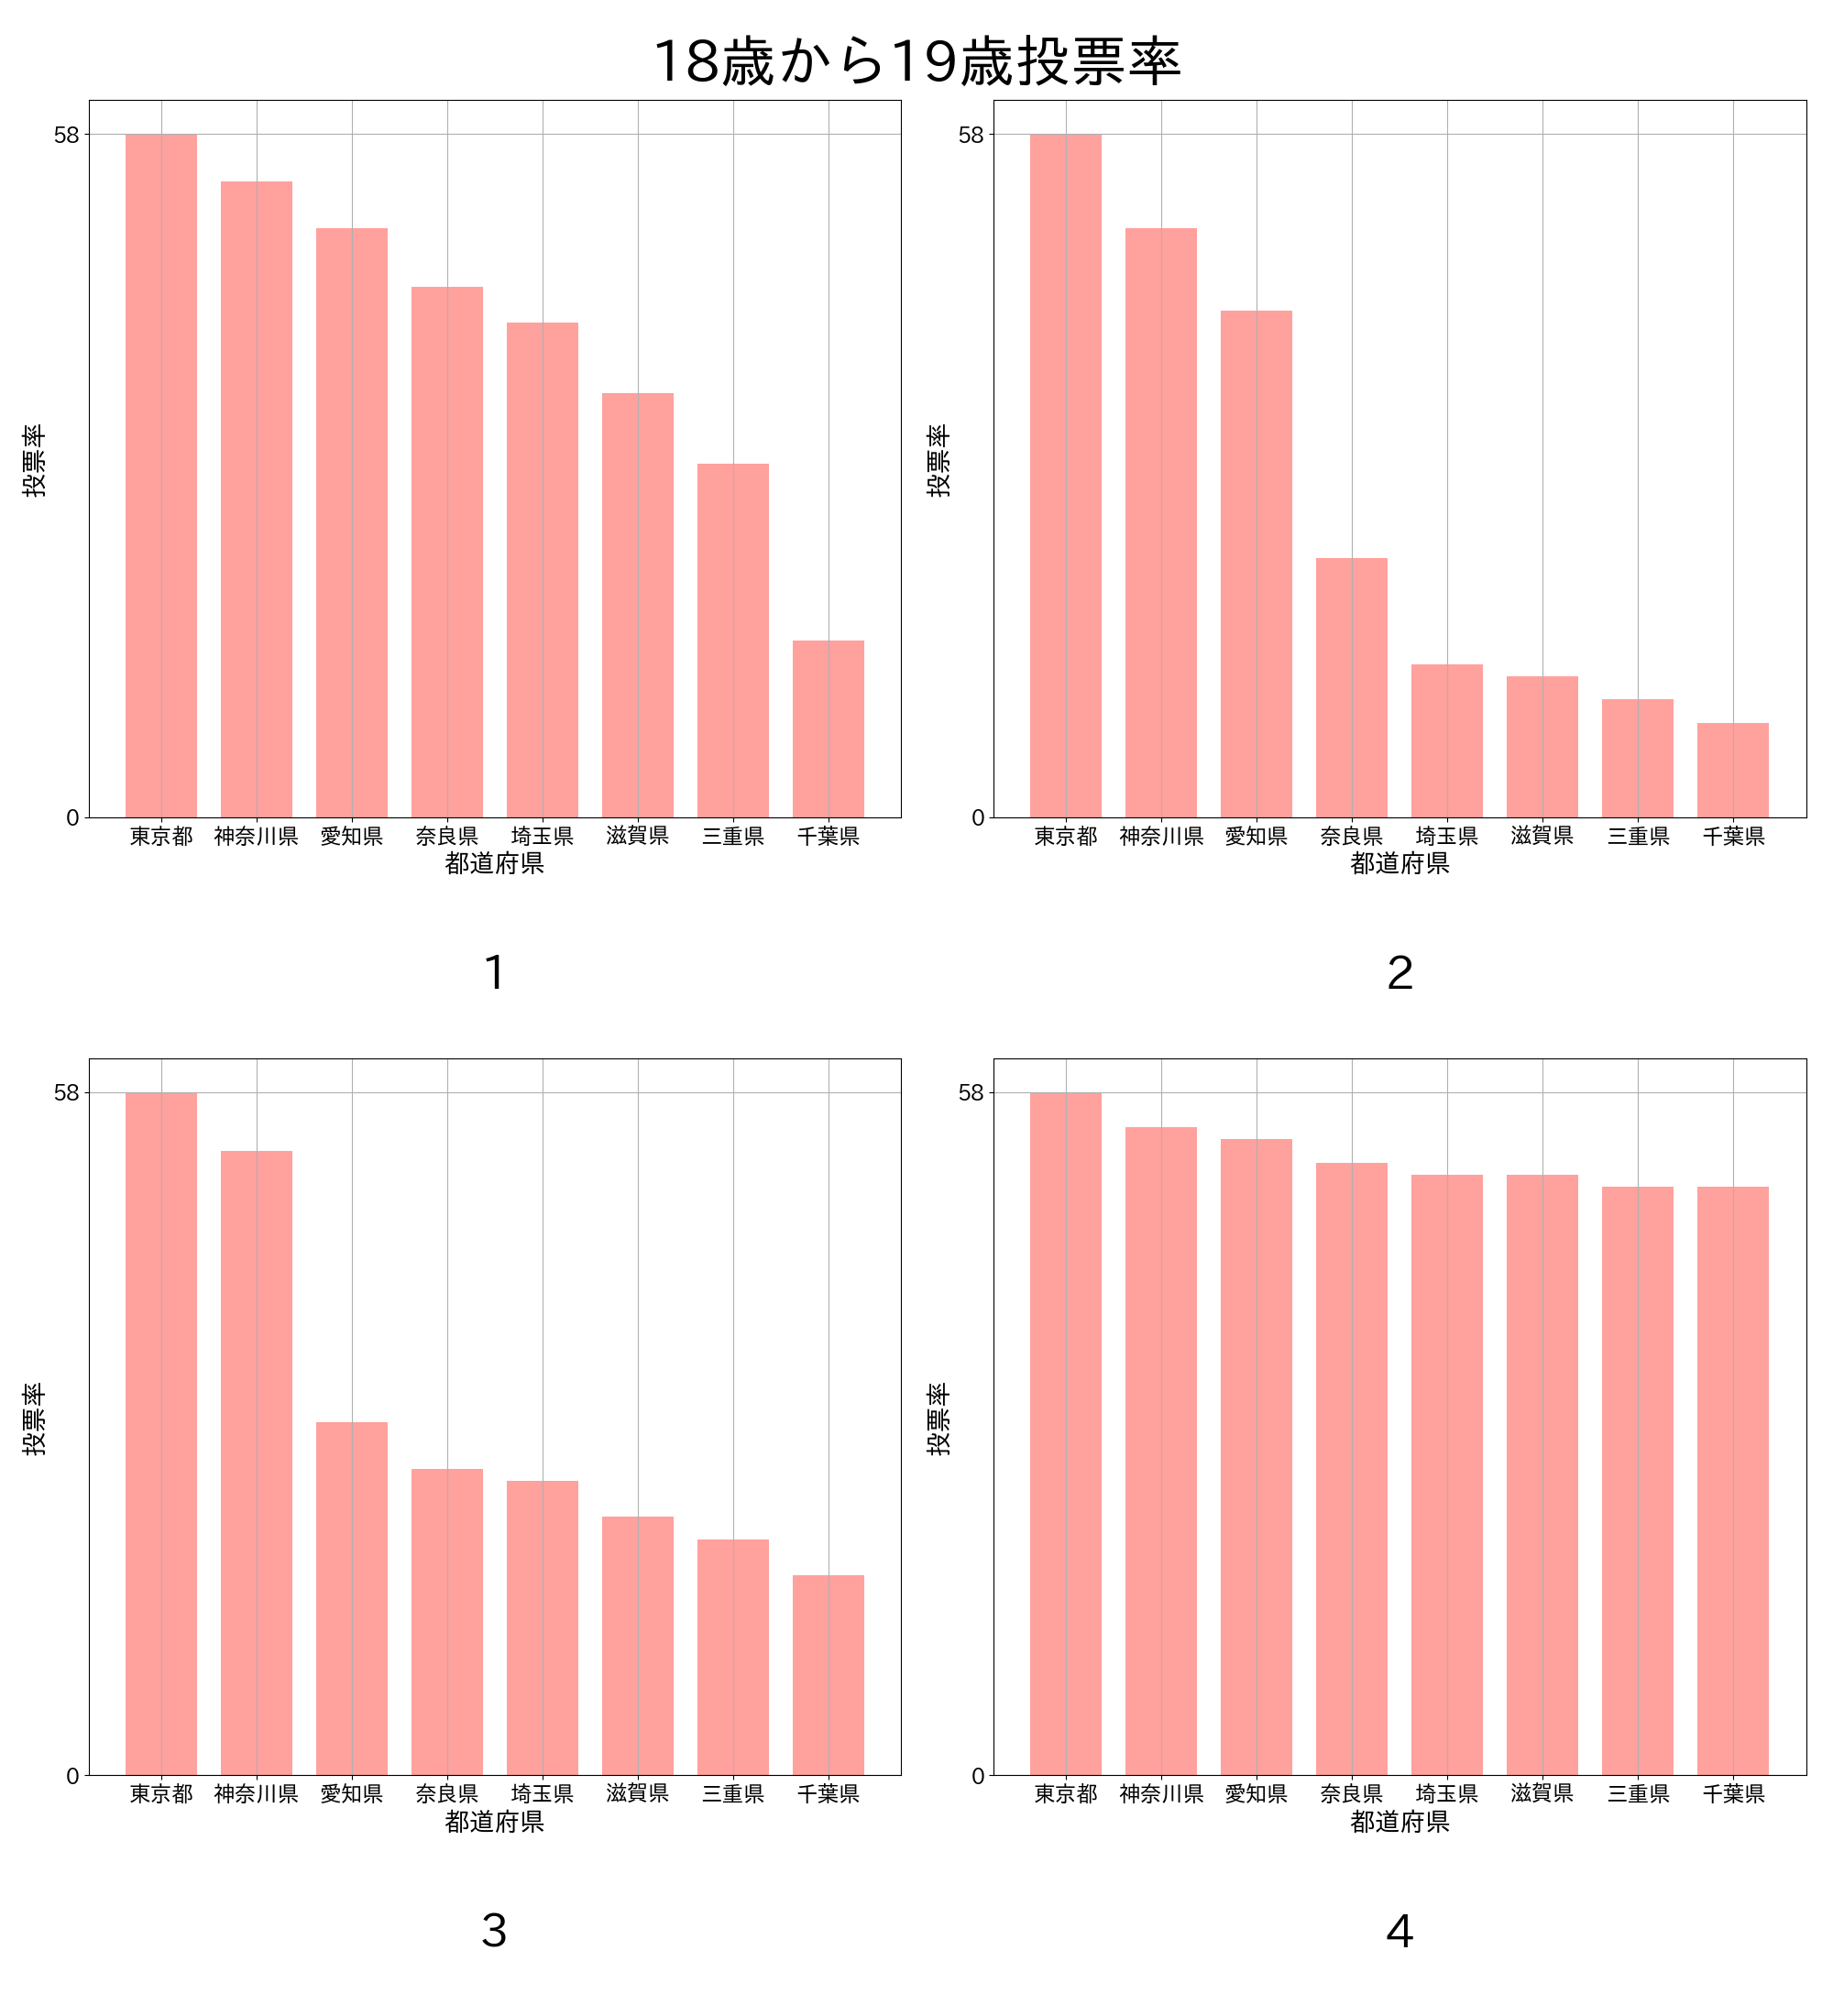 18歳から19歳投票率
58
0
投票率
東京都 神奈川県 愛知県 奈良県 埼玉県 滋賀県 三重県 千葉県
都道府県
1
58
0
投票率
東京都 神奈川県 愛知県 奈良県 埼玉県 滋賀県 三重県 千葉県
都道府県
2
58
0
投票率
東京都 神奈川県 愛知県 奈良県 埼玉県 滋賀県 三重県 千葉県
都道府県
3
58
0
投票率
東京都 神奈川県 愛知県 奈良県 埼玉県 滋賀県 三重県 千葉県
都道府県
4